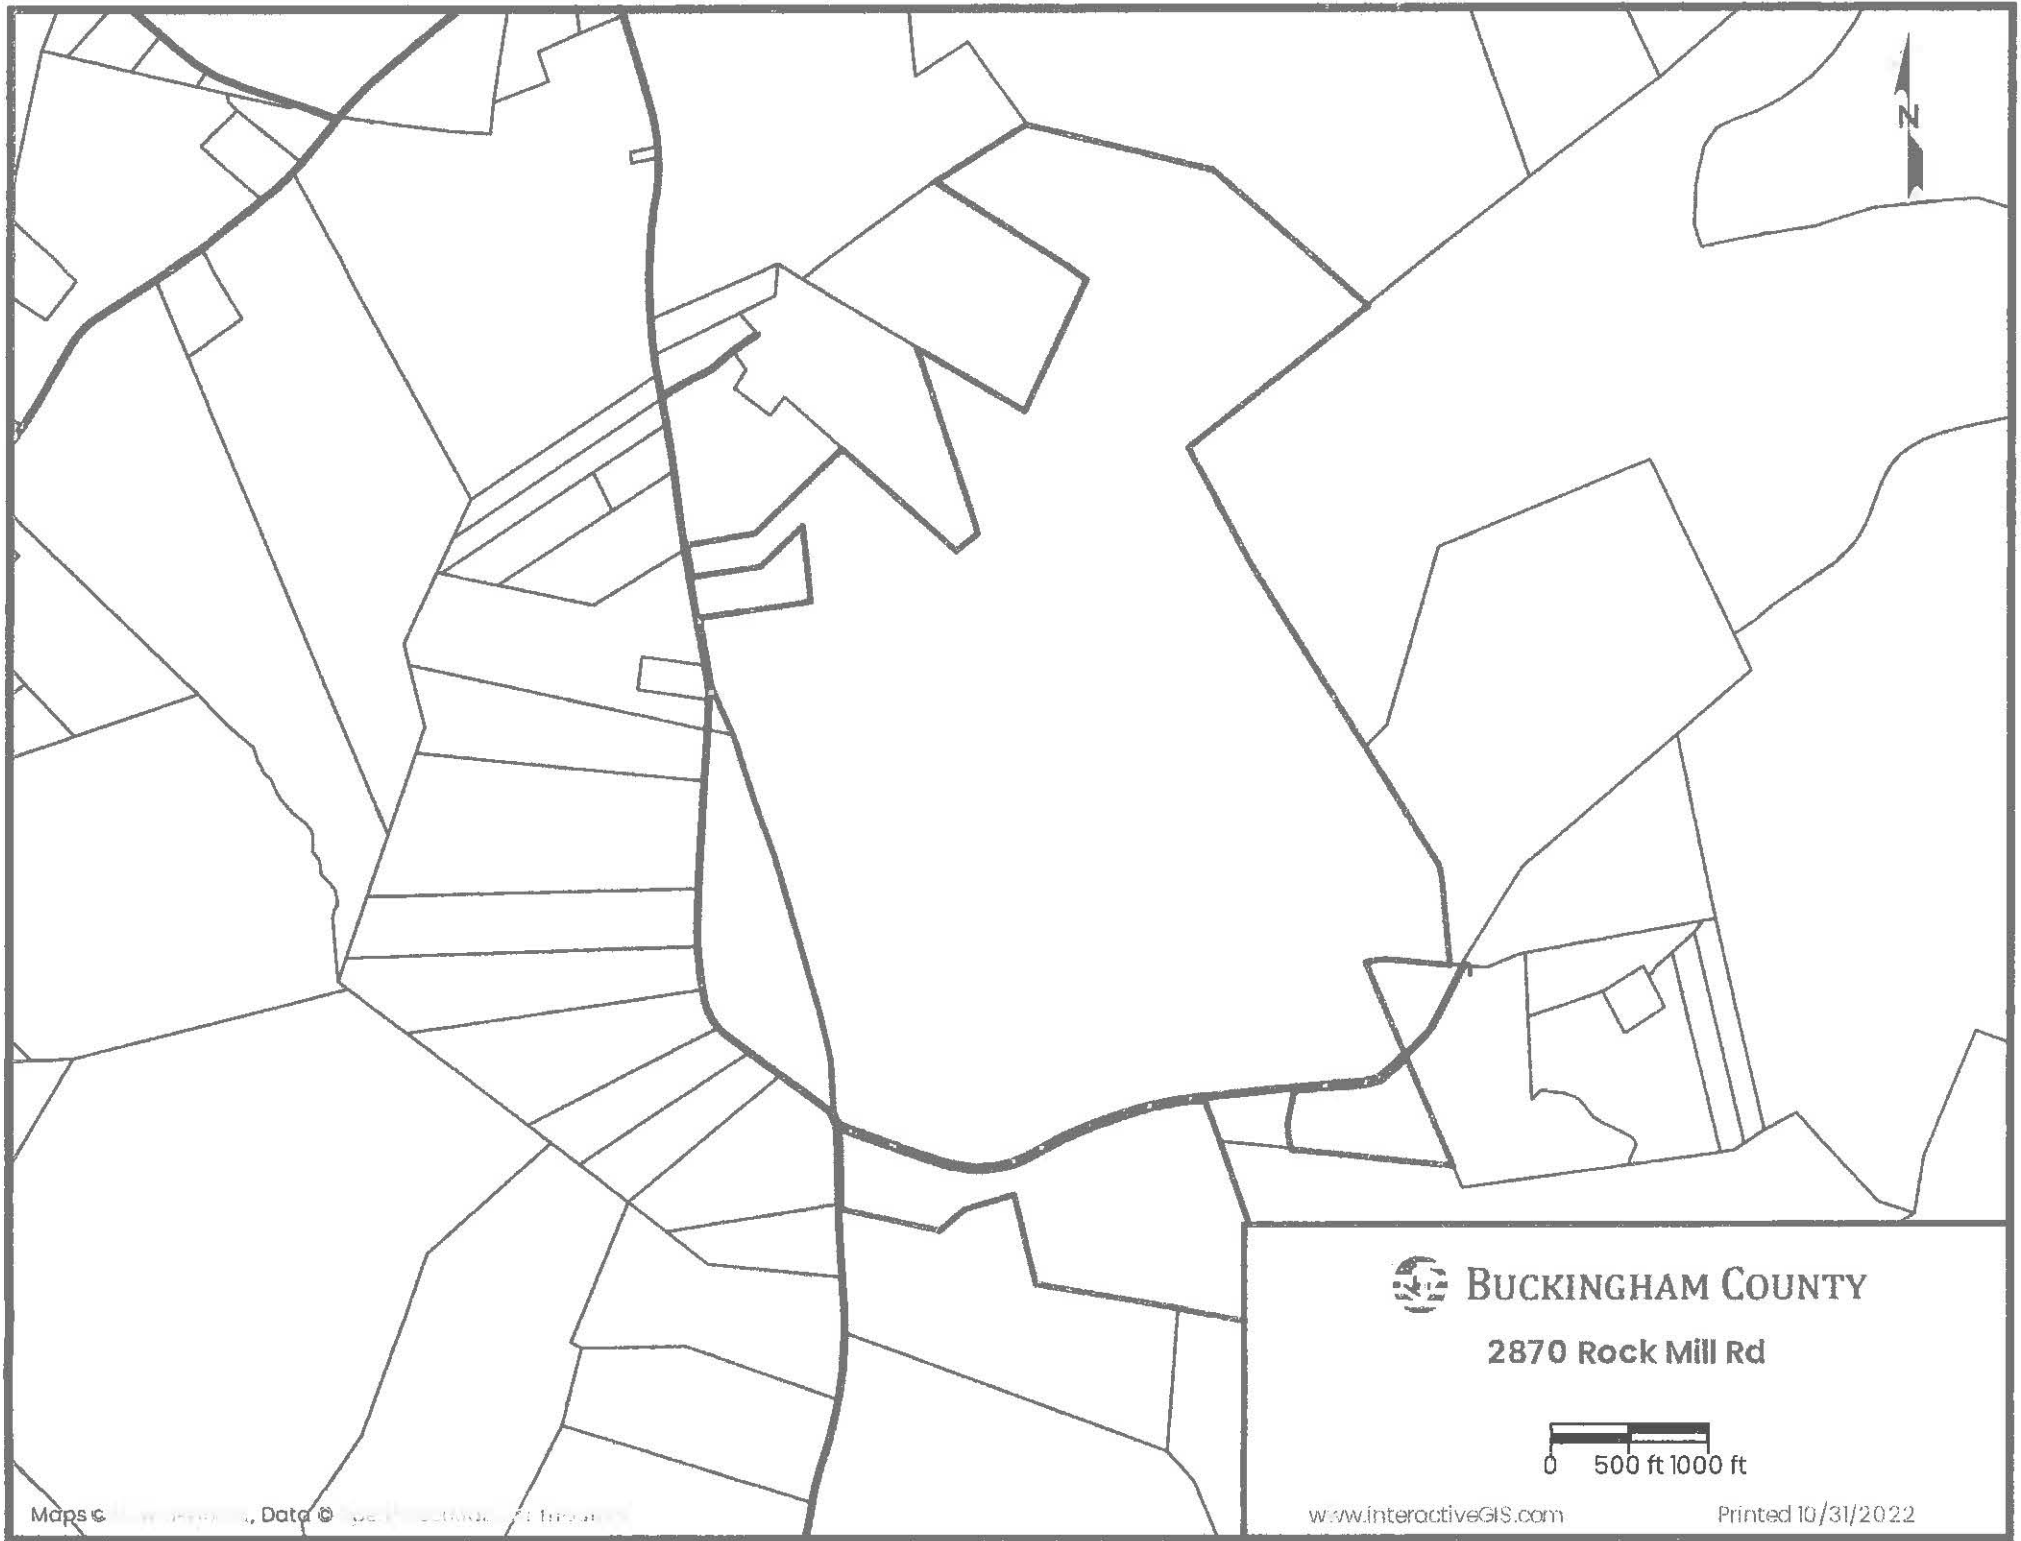 N
BUCKINGHAM COUNTY
2870 Rock Mill Rd
0 500 ft 1000 ft
Maps © , Data ©
www.interactiveGIS.com
Printed 10/31/2022